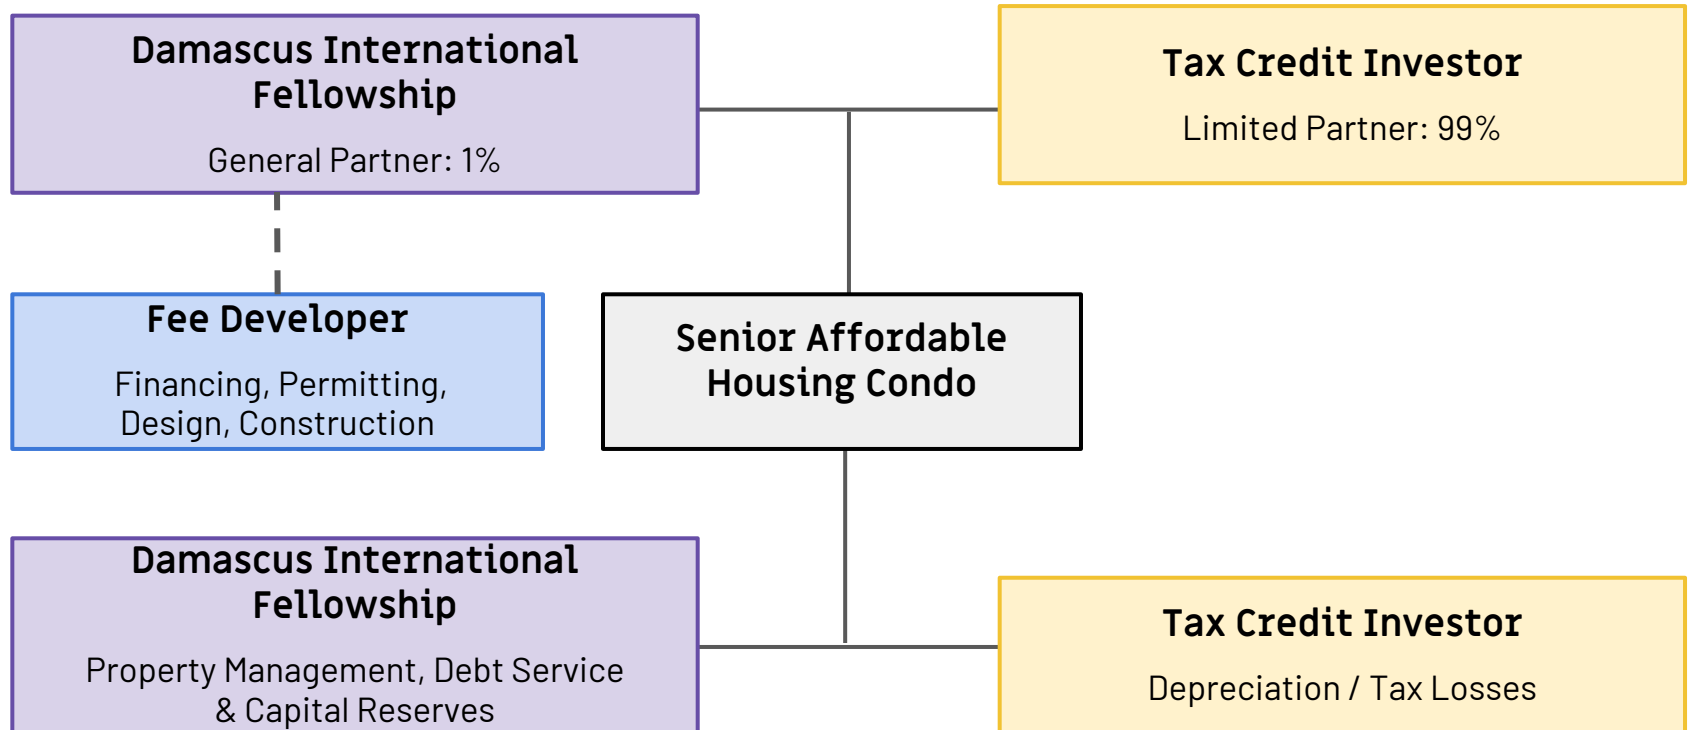 Damascus International
Fellowship
General Partner: 1%
Tax Credit Investor
Limited Partner: 99%
Fee Developer
Financing, Permitting,
Design, Construction
Senior Affordable
Housing Condo
Damascus International
Fellowship
Property Management, Debt Service
& Capital Reserves
Tax Credit Investor
Depreciation / Tax Losses